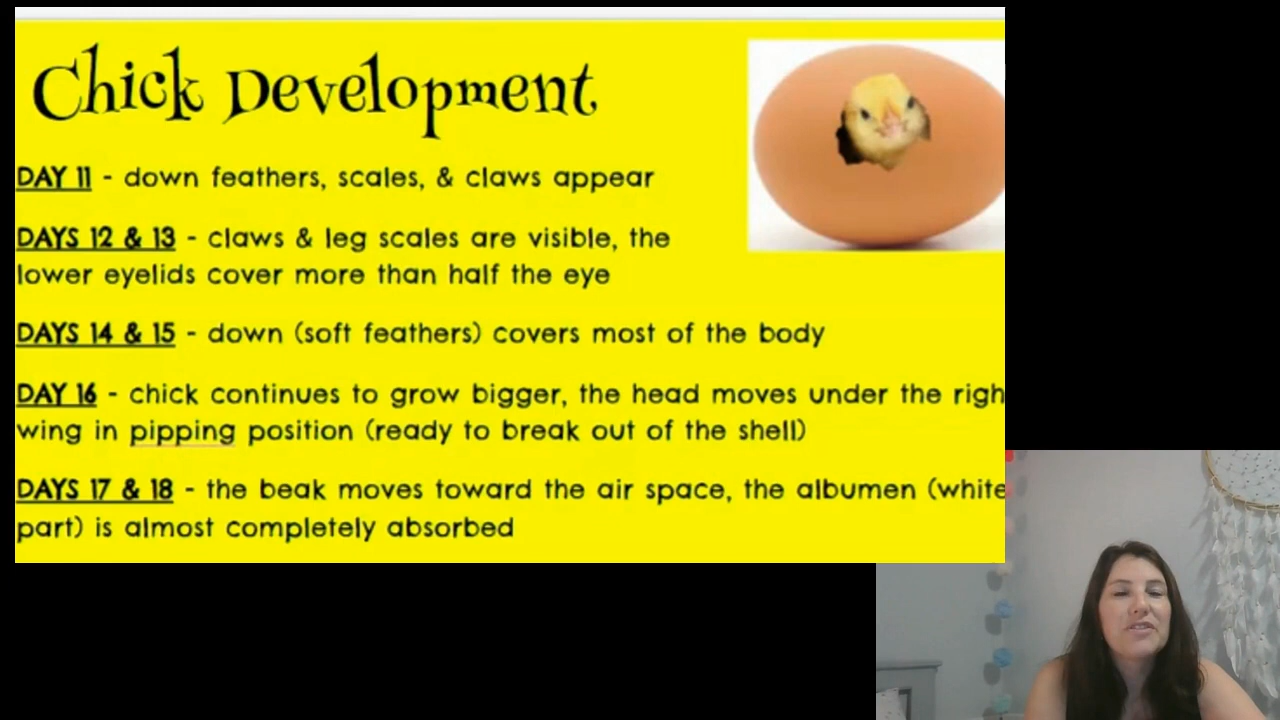 Chick Development
DAY 11 - down feathers, scales, & claws appear
DAYS 12 & 13 - claws & leg scales are visible, the
lower eyelids cover more than half the eye
DAYS 14 & 15 - down (soft feathers) covers most of the body
DAY 16 - chick continues to grow bigger, the head moves under the righ
wing in pipping position (ready to break out of the shell)
DAYS 17 & 18 - the beak moves toward the air space, the albumen (white
part) is almost completely absorbed